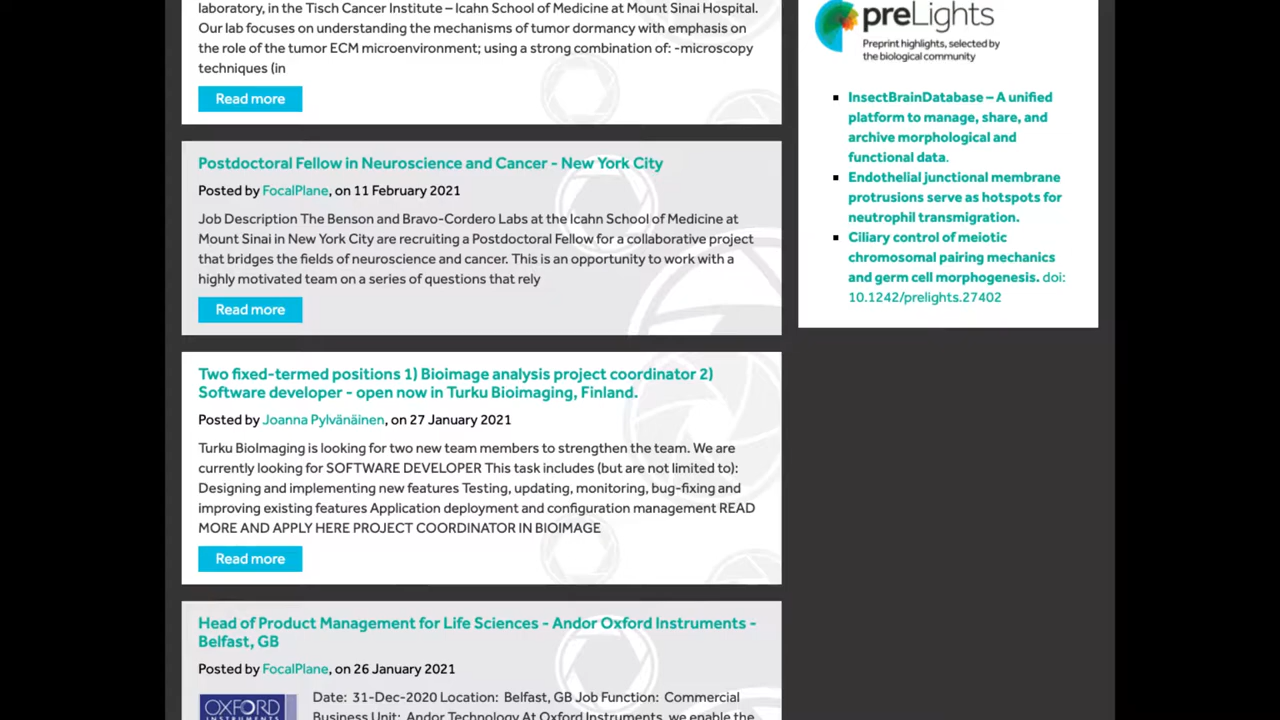 laboratory, in the Tisch Cancer Institute – Icahn School of Medicine at Mount Sinai Hospital.
Our lab focuses on understanding the mechanisms of tumor dormancy with emphasis on
the role of the tumor ECM microenvironment; using a strong combination of: -microscopy
techniques (in
Read more
Postdoctoral Fellow in Neuroscience and Cancer - New York City
Posted by FocalPlane, on 11 February 2021
Job Description The Benson and Bravo-Cordero Labs at the Icahn School of Medicine at
Mount Sinai in New York City are recruiting a Postdoctoral Fellow for a collaborative project
that bridges the fields of neuroscience and cancer. This is an opportunity to work with a
highly motivated team on a series of questions that rely
Read more
Two fixed-termed positions 1) Bioimage analysis project coordinator 2)
Software developer - open now in Turku Bioimaging, Finland.
Posted by Joanna Pylvänäinen, on 27 January 2021
Turku BioImaging is looking for two new team members to strengthen the team. We are
currently looking for SOFTWARE DEVELOPER This task includes (but are not limited to):
Designing and implementing new features Testing, updating, monitoring, bug-fixing and
improving existing features Application deployment and configuration management READ
MORE AND APPLY HERE PROJECT COORDINATOR IN BIOIMAGE
Read more
Head of Product Management for Life Sciences - Andor Oxford Instruments -
Belfast, GB
Posted by FocalPlane, on 26 January 2021
OXFORD
INSTRUMENTS
Date: 31-Dec-2020 Location: Belfast, GB Job Function: Commercial
Business Unit: Andor Technology At Oxford Instruments, we enable the
preLights
Preprint highlights, selected by
the biological community
InsectBrainDatabase – A unified
platform to manage, share, and
archive morphological and
functional data.
Endothelial junctional membrane
protrusions serve as hotspots for
neutrophil transmigration.
Ciliary control of meiotic
chromosomal pairing mechanics
and germ cell morphogenesis. doi:
10.1242/prelights.27402